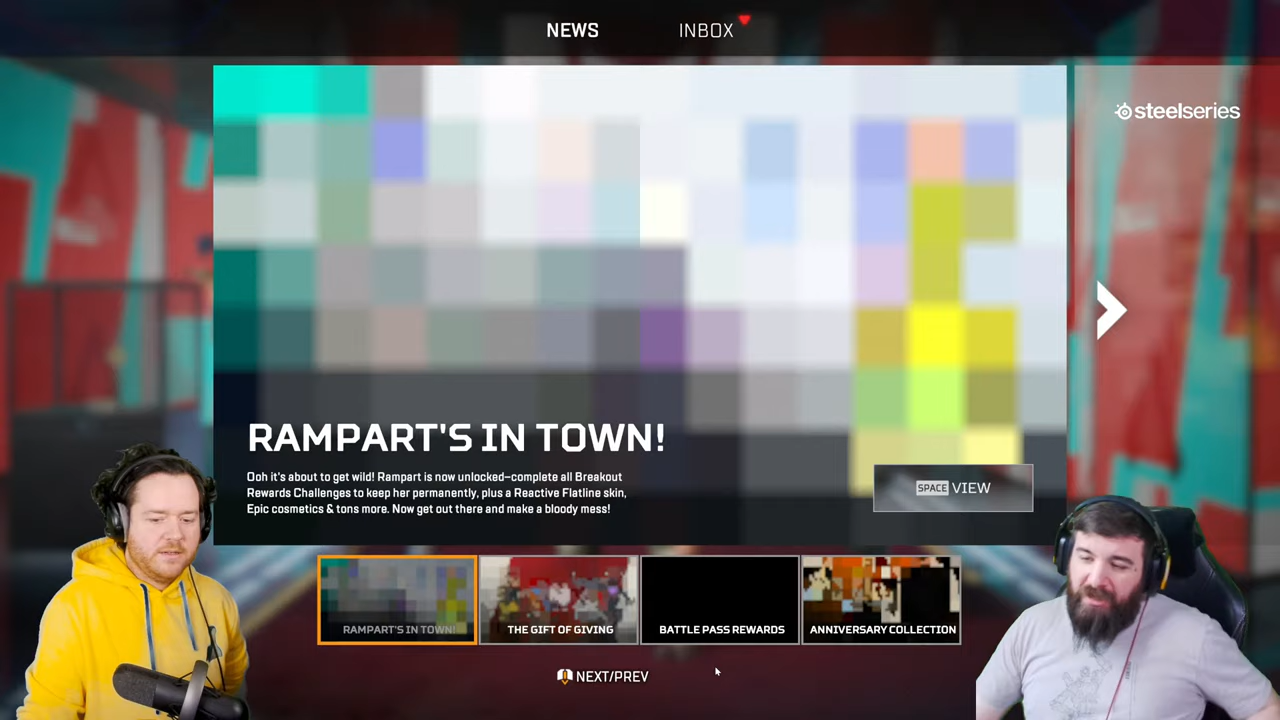 NEWS
INBOX
steelseries
RAMPART'S IN TOWN!
Ooh it's about to get wild! Rampart is now unlocked–complete all Breakout
Rewards Challenges to keep her permanently, plus a Reactive Flatline skin,
Epic cosmetics & tons more. Now get out there and make a bloody mess!
SPACE VIEW
RAMPART'S IN TOWN!
THE GIFT OF GIVING
BATTLE PASS REWARDS
ANNIVERSARY COLLECTION
NEXT/PREV